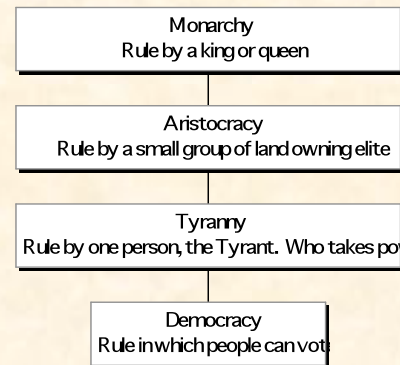 Monarchy
Rule by a king or queen
Aristocracy
Rule by a small group of land owning elite
Tyranny
Rule by one person, the Tyrant. Who takes
Democracy
Rule in which people can vote